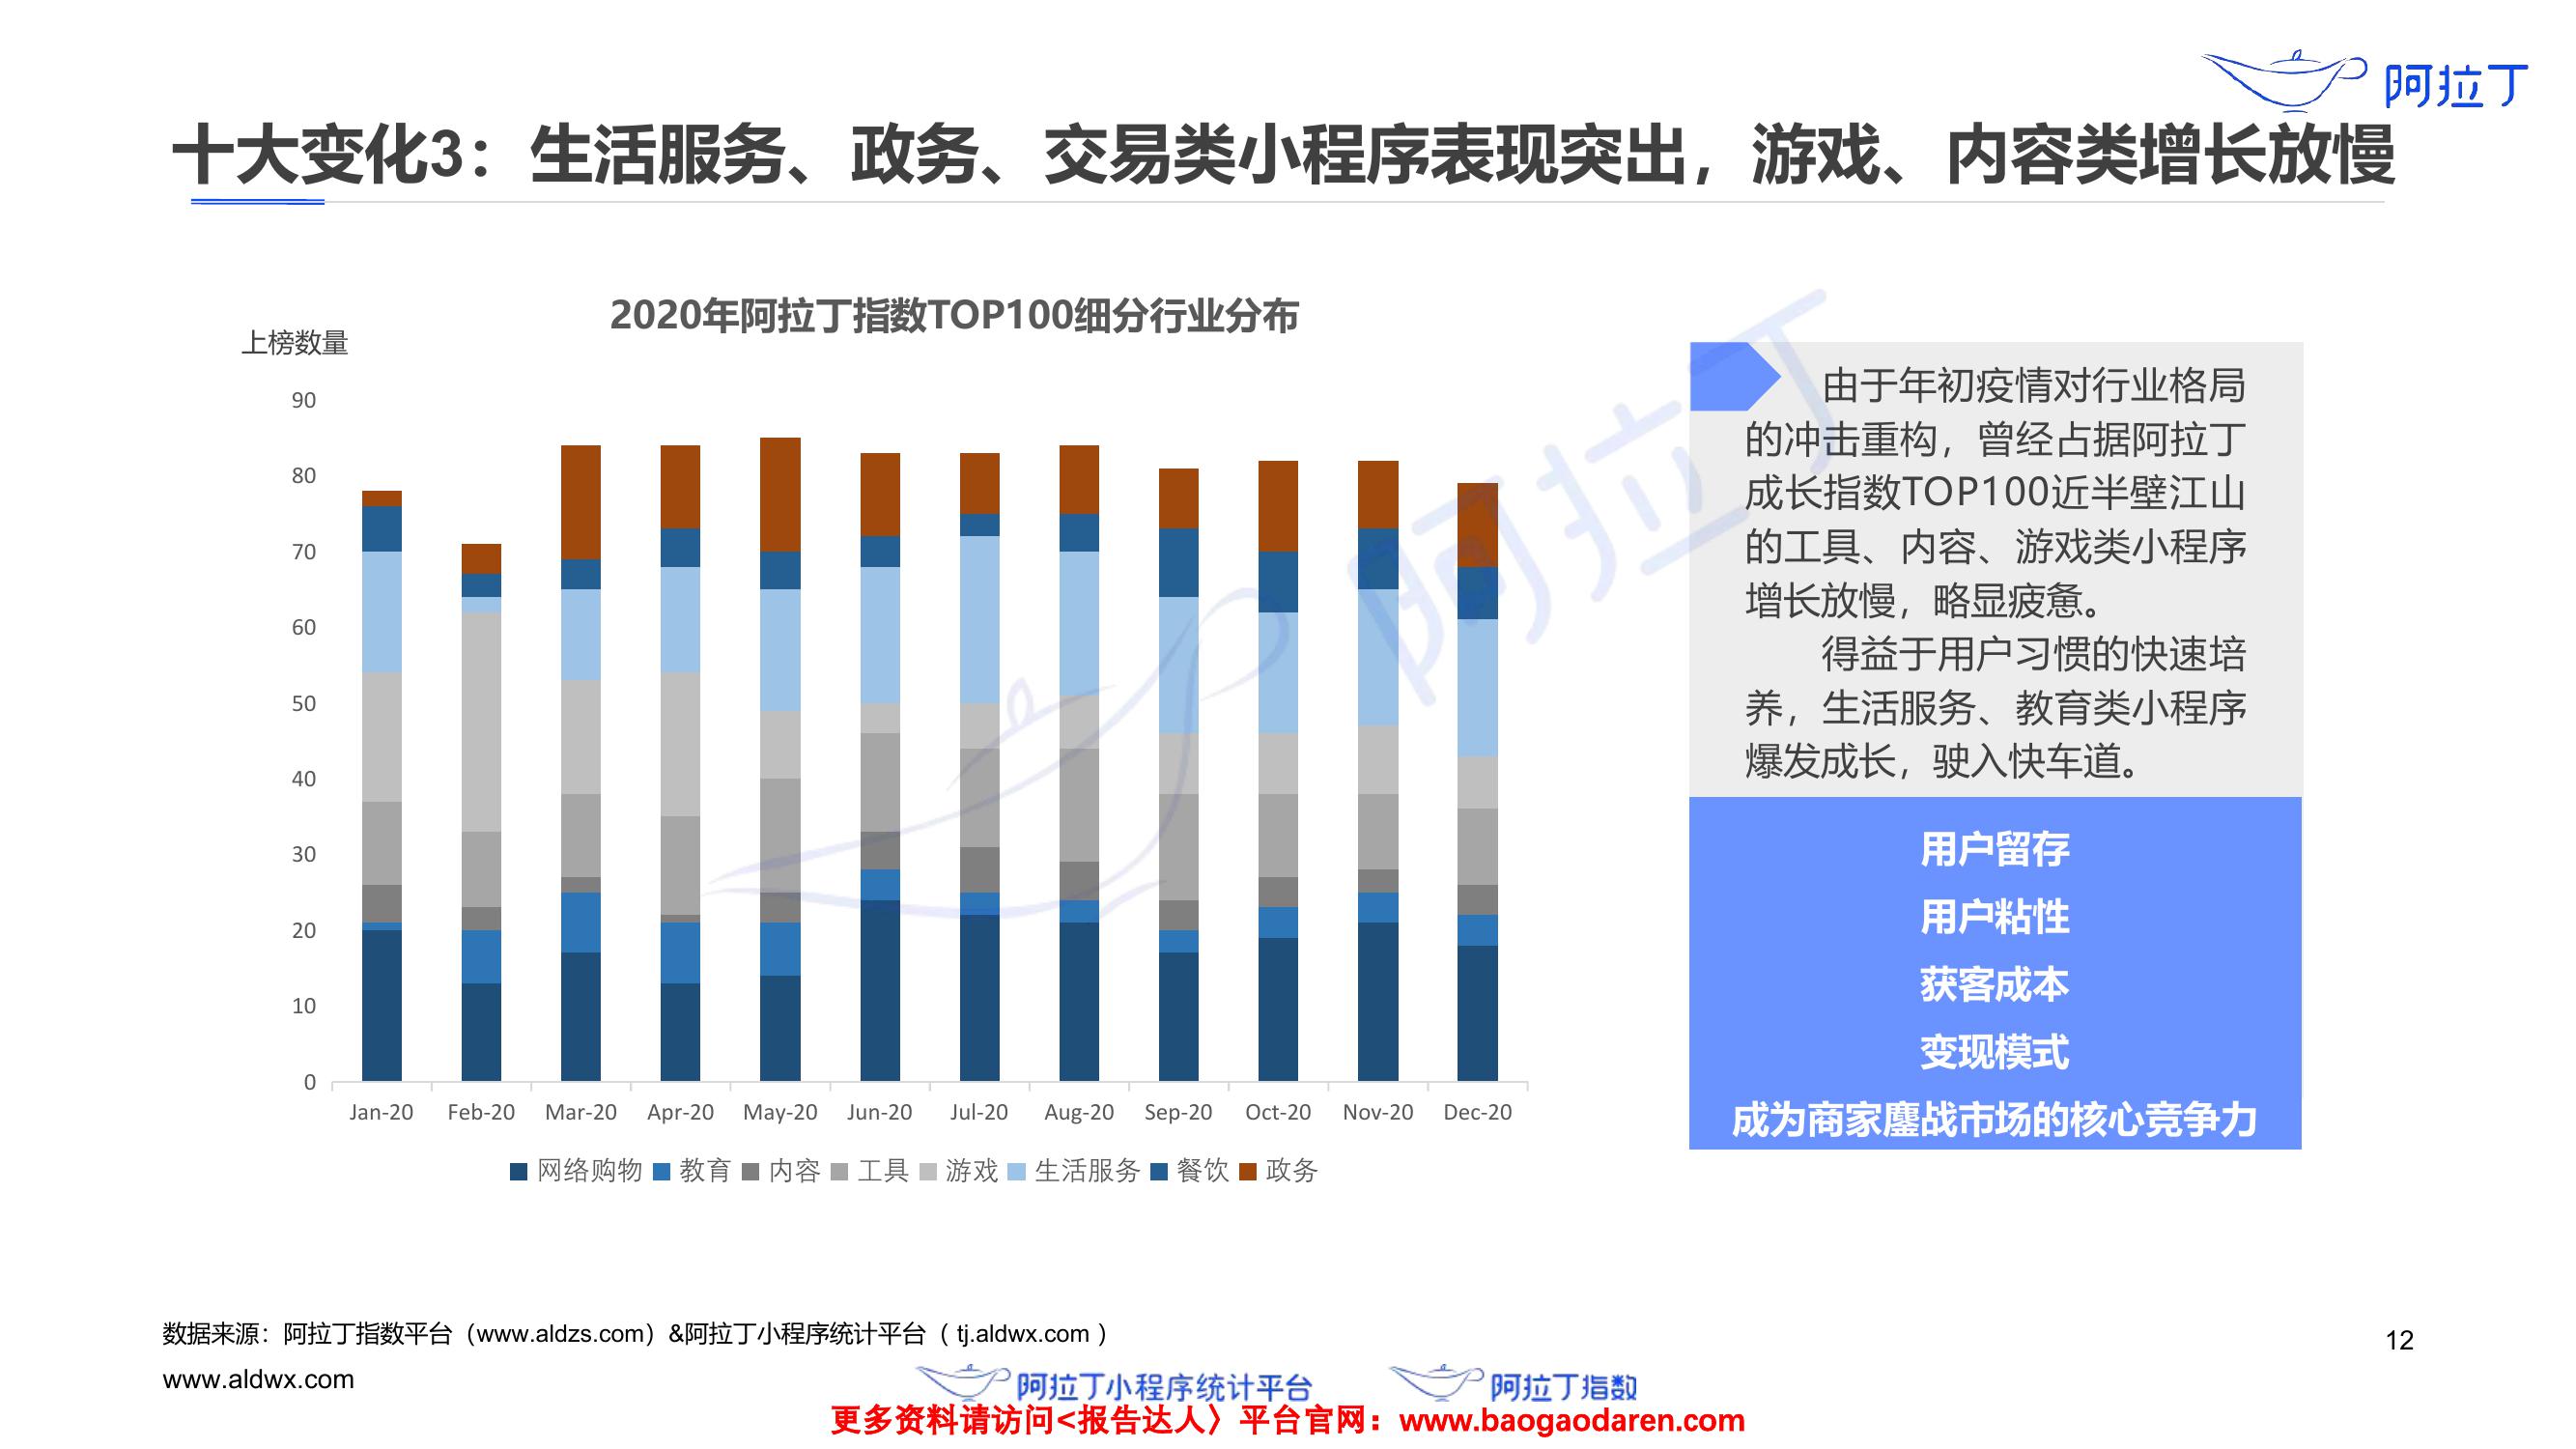 阿拉丁
十大变化3：生活服务、政务、交易类小程序表现突出，游戏、内容类增长放慢
2020年阿拉丁指数TOP100细分行业分布
上榜数量
90
80
70
60
50
40
30
20
10
0
Jan-20 Feb-20 Mar-20 Apr-20 May-20 Jun-20 Jul-20 Aug-20 Sep-20 Oct-20 Nov-20 Dec-20
网络购物 教育 内容 工具 游戏 生活服务 餐饮 政务
阿拉丁
由于年初疫情对行业格局
的冲击重构，曾经占据阿拉丁
成长指数TOP100近半壁江山
的工具、内容、游戏类小程序
增长放慢，略显疲惫。
得益于用户习惯的快速培
养，生活服务、教育类小程序
爆发成长，驶入快车道。
用户留存
用户粘性
获客成本
变现模式
成为商家鏖战市场的核心竞争力
数据来源：阿拉丁指数平台（www.aldzs.com）&阿拉丁小程序统计平台（ tj.aldwx.com ）
12
www.aldwx.com
阿拉丁小程序统计平台 阿拉丁指数
更多资料请访问<报告达人〉平台官网：www.baogaodaren.com